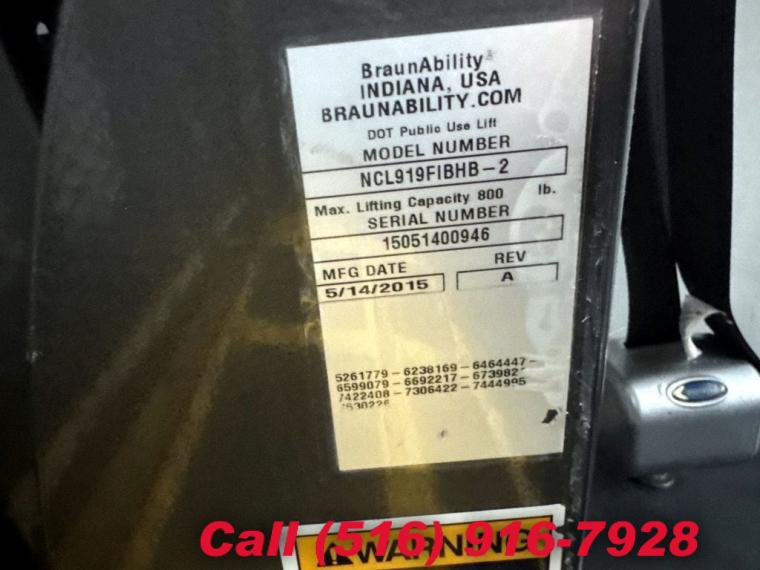 BraunAbility®
INDIANA, USA
BRAUNABILITY.COM
DOT Public Use Lift
MODEL NUMBER
NCL919FIBHB-2
Max. Lifting Capacity 800 lb.
SERIAL NUMBER
15051400946
MFG DATE
REV
5/14/2015
A
5261779-6238169-6464447-
6599079-6692217-
7422408-7306422-7444995
WARNING
Call (516) 916-7928